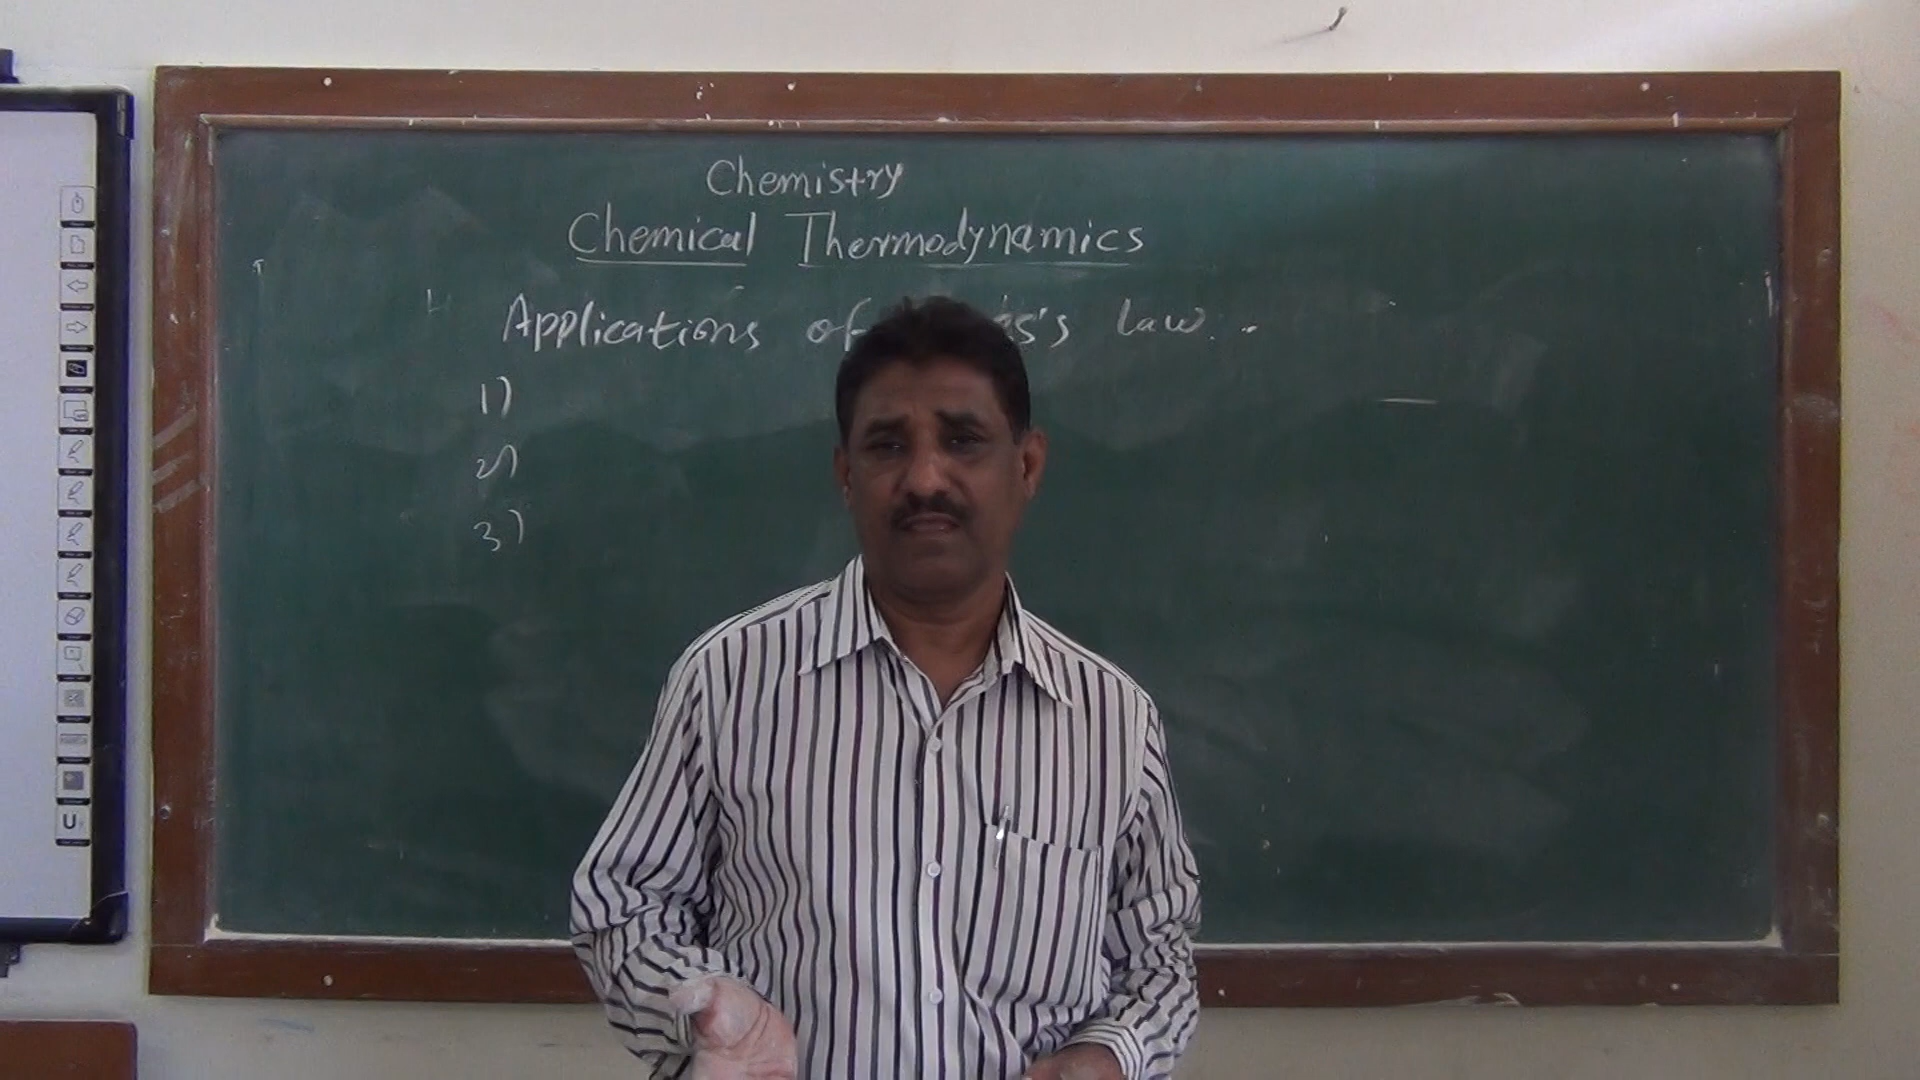 Chemistry
Chemical Thermodynamics
Applications of s's Law.
1)
2)
3)
U